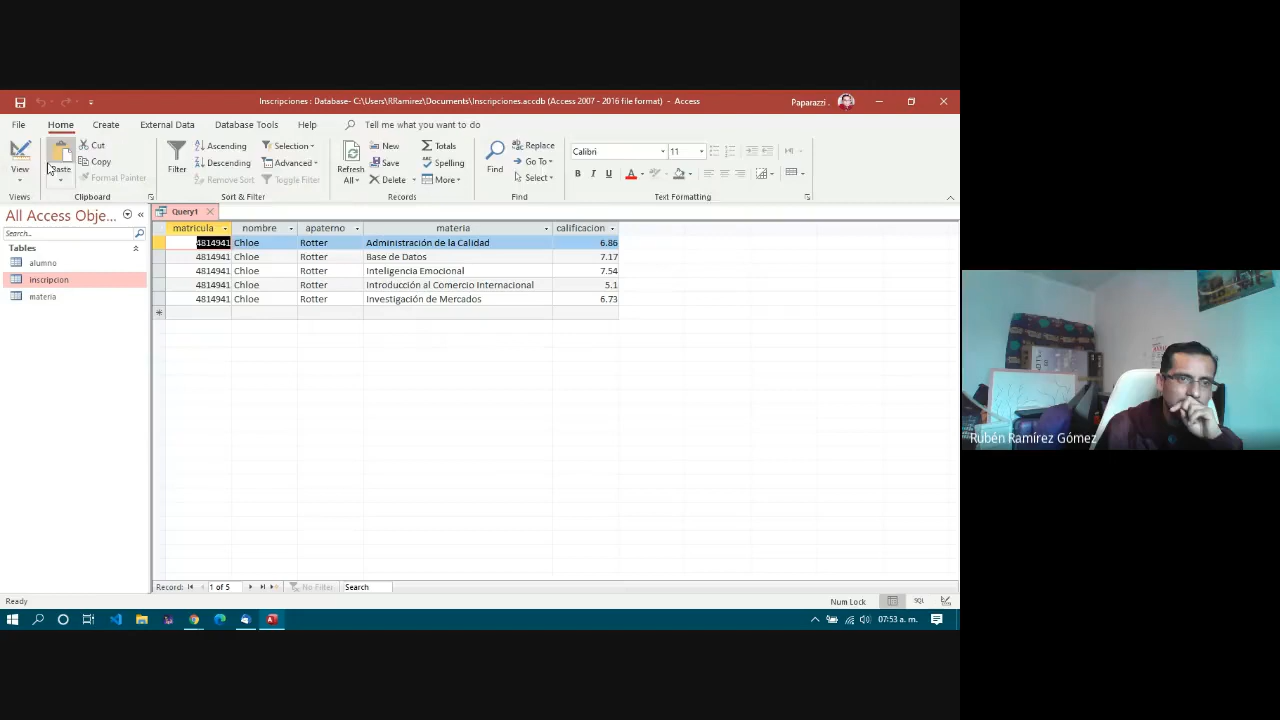 Inscripciones : Database- C:\Users\RRamirez\Documents\Inscripciones.accdb (Access 2007 - 2016 file format) - Access
Paparazzi .
File Home Create External Data Database Tools Help Tell me what you want to do
View
Views
Paste
Cut
Copy
Format Painter
Clipboard
Filter
Ascending
Descending
Remove Sort
Selection
Advanced
Toggle Filter
Sort & Filter
Refresh
All
New
Save
Delete
Totals
Spelling
More
Records
Find
Replace
Go To
Select
Find
Calibri 11
B I U A
Text Formatting
All Access Obje...
Search...
Tables
alumno
inscripcion
materia
Query1
matricula nombre apaterno materia calificacion
4814941 Chloe Rotter Administración de la Calidad 6.86
4814941 Chloe Rotter Base de Datos 7.17
4814941 Chloe Rotter Inteligencia Emocional 7.54
4814941 Chloe Rotter Introducción al Comercio Internacional 5.1
4814941 Chloe Rotter Investigación de Mercados 6.73
Record: 1 of 5 No Filter Search
Ready
Num Lock
SQL
07:53 a. m.
Rubén Ramírez Gómez